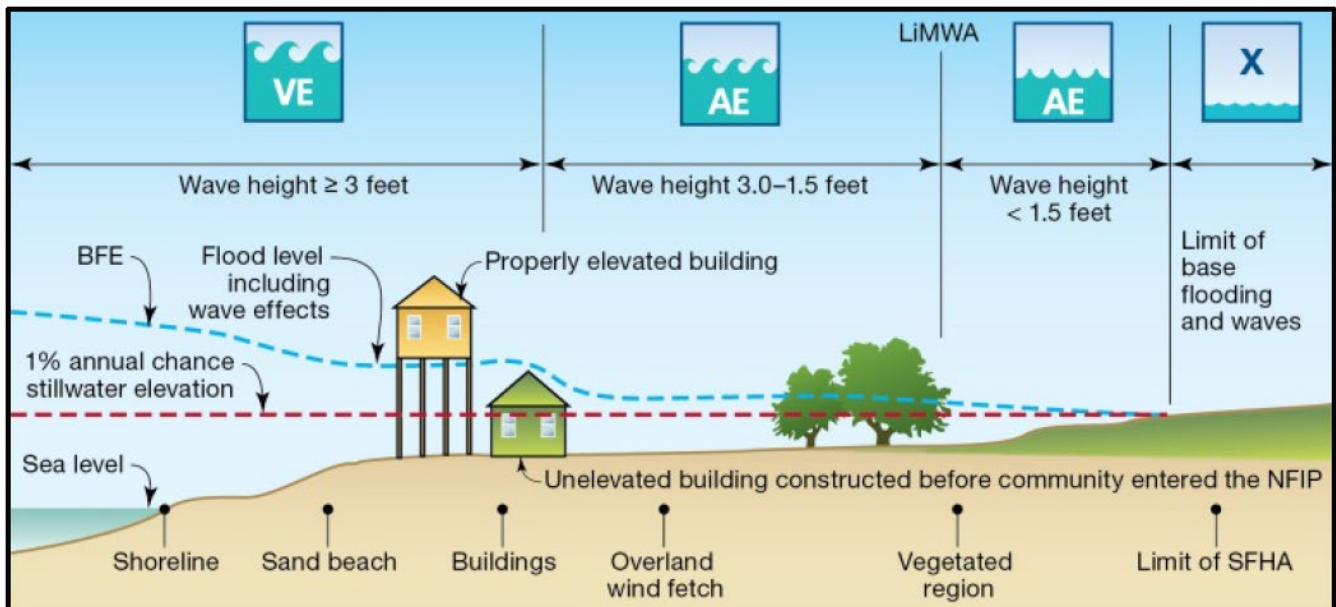 VE
AE
LiMWA
AE
X
Wave height ≥ 3 feet
Wave height 3.0–1.5 feet
Wave height
< 1.5 feet
BFE
Flood level
including
wave effects
Properly elevated building
Limit of
base
flooding
and waves
1% annual chance
stillwater elevation
Sea level
Unelevated building constructed before community entered the NFIP
Shoreline
Sand beach
Buildings
Overland
wind fetch
Vegetated
region
Limit of SFHA